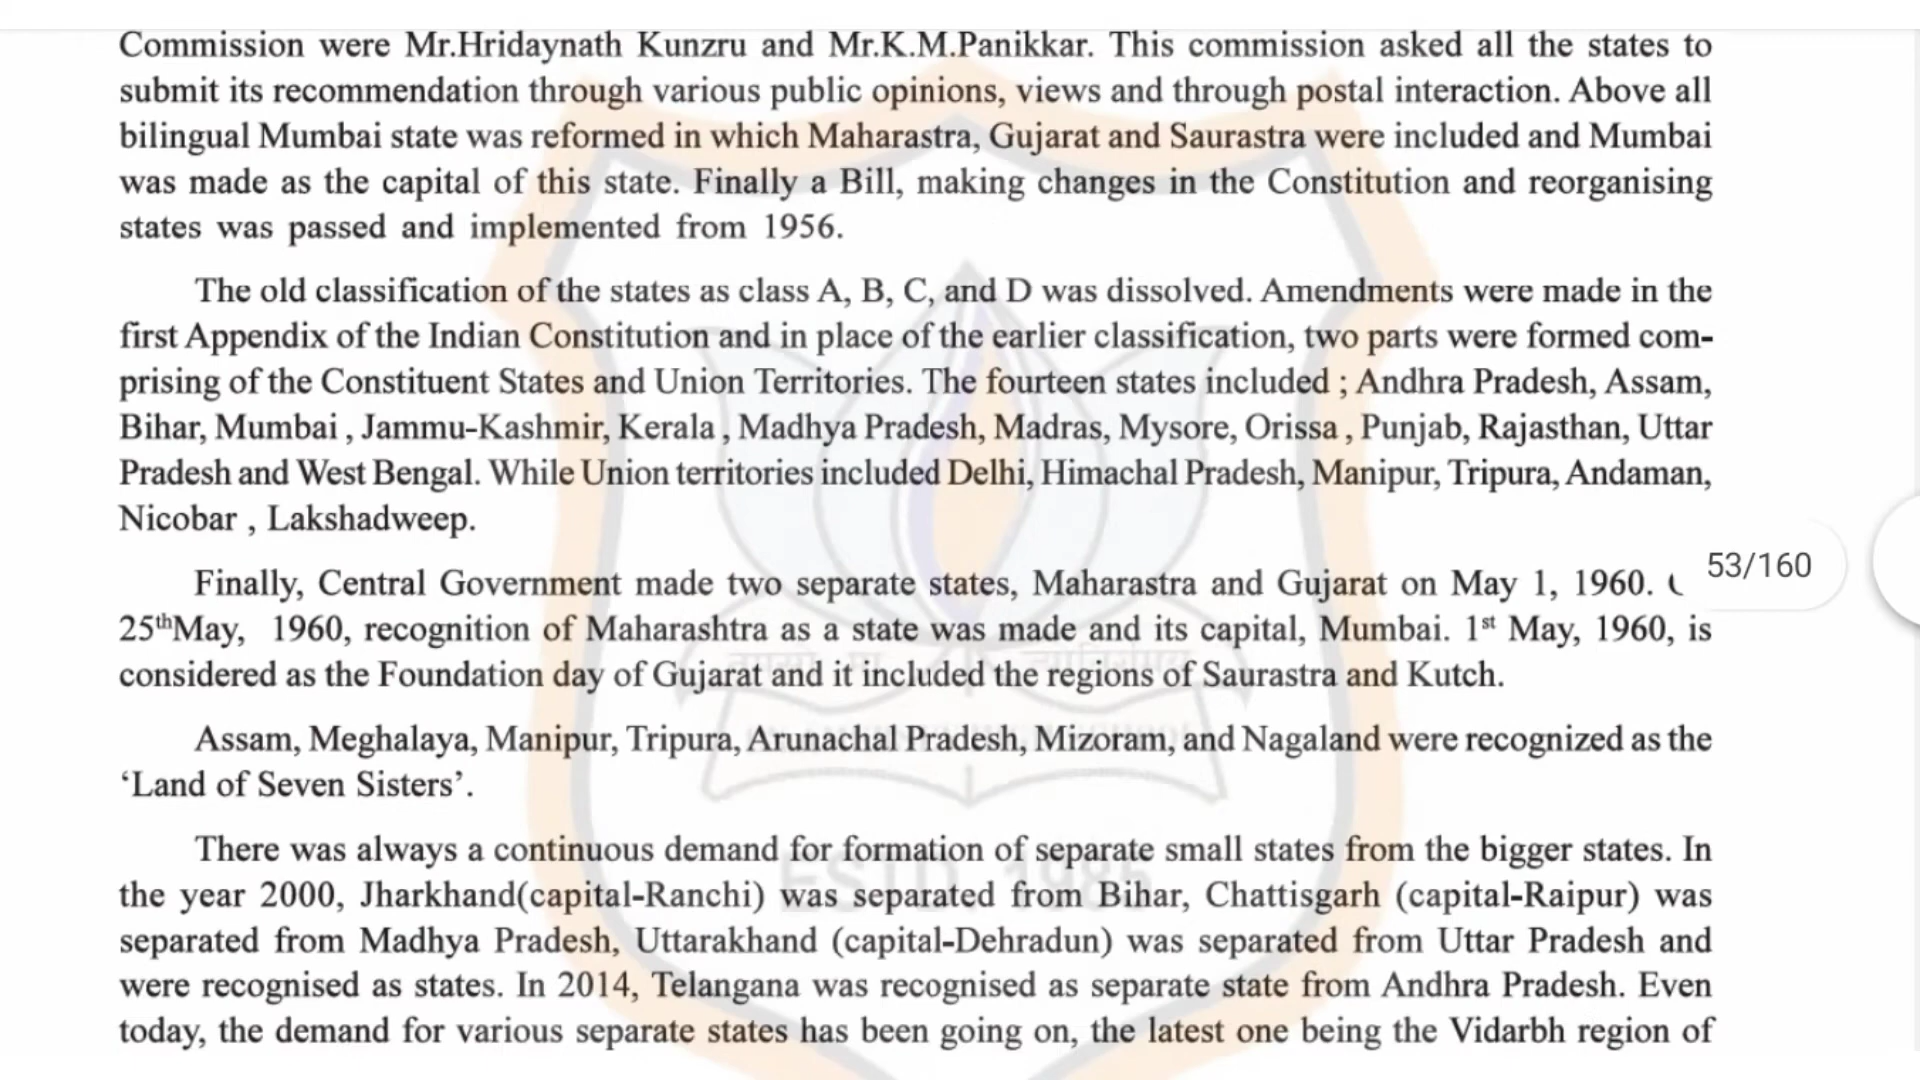 Commission were Mr.Hridaynath Kunzru and Mr.K.M.Panikkar. This commission asked all the states to
submit its recommendation through various public opinions, views and through postal interaction. Above all
bilingual Mumbai state was reformed in which Maharastra, Gujarat and Saurastra were included and Mumbai
was made as the capital of this state. Finally a Bill, making changes in the Constitution and reorganising
states was passed and implemented from 1956.
The old classification of the states as class A, B, C, and D was dissolved. Amendments were made in the
first Appendix of the Indian Constitution and in place of the earlier classification, two parts were formed com-
prising of the Constituent States and Union Territories. The fourteen states included ; Andhra Pradesh, Assam,
Bihar, Mumbai , Jammu-Kashmir, Kerala , Madhya Pradesh, Madras, Mysore, Orissa , Punjab, Rajasthan, Uttar
Pradesh and West Bengal. While Union territories included Delhi, Himachal Pradesh, Manipur, Tripura, Andaman,
Nicobar , Lakshadweep.
Finally, Central Government made two separate states, Maharastra and Gujarat on May 1, 1960.
53/160
25thMay, 1960, recognition of Maharashtra as a state was made and its capital, Mumbai. 1st May, 1960, is
considered as the Foundation day of Gujarat and it included the regions of Saurastra and Kutch.
Assam, Meghalaya, Manipur, Tripura, Arunachal Pradesh, Mizoram, and Nagaland were recognized as the
‘Land of Seven Sisters’.
There was always a continuous demand for formation of separate small states from the bigger states. In
the year 2000, Jharkhand(capital-Ranchi) was separated from Bihar, Chattisgarh (capital-Raipur) was
separated from Madhya Pradesh, Uttarakhand (capital-Dehradun) was separated from Uttar Pradesh and
were recognised as states. In 2014, Telangana was recognised as separate state from Andhra Pradesh. Even
today, the demand for various separate states has been going on, the latest one being the Vidarbh region of
ESTD. 1985